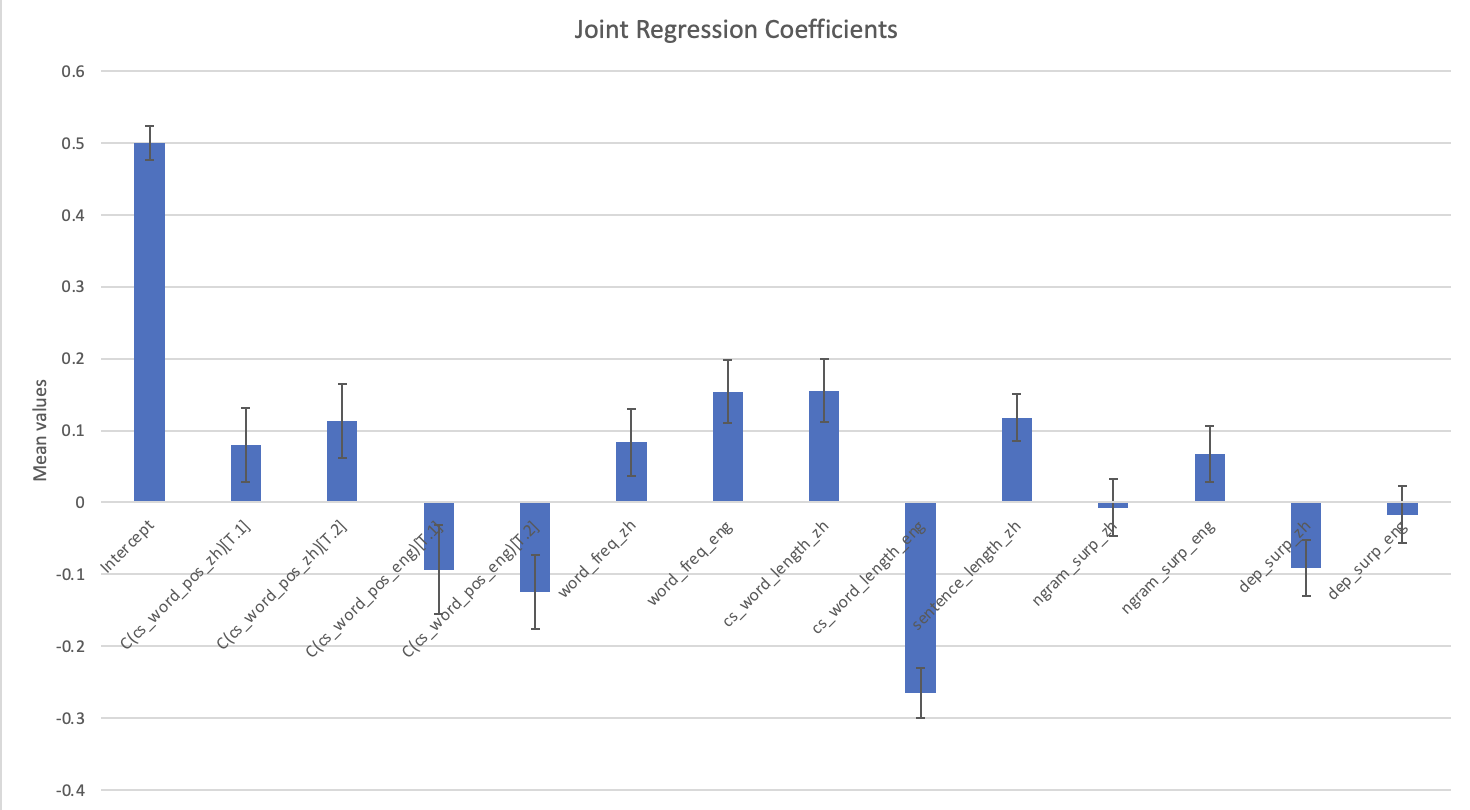 Joint Regression Coefficients
0.6
0.5
0.4
0.3
0.2
0.1
0
-0.1
-0.2
-0.3
-0.4
Mean values
Intercept
C(cs_word_pos_zh)[T.1]
C(cs_word_pos_zh)[T.2]
C(cs_word_pos_eng)[T.1]
C(cs_word_pos_eng)[T.2]
word_freq_zh
word_freq_eng
cs_word_length_zh
cs_word_length_eng
sentence_length_zh
ngram_surp_zh
ngram_surp_eng
dep_surp_zh
dep_surp_eng